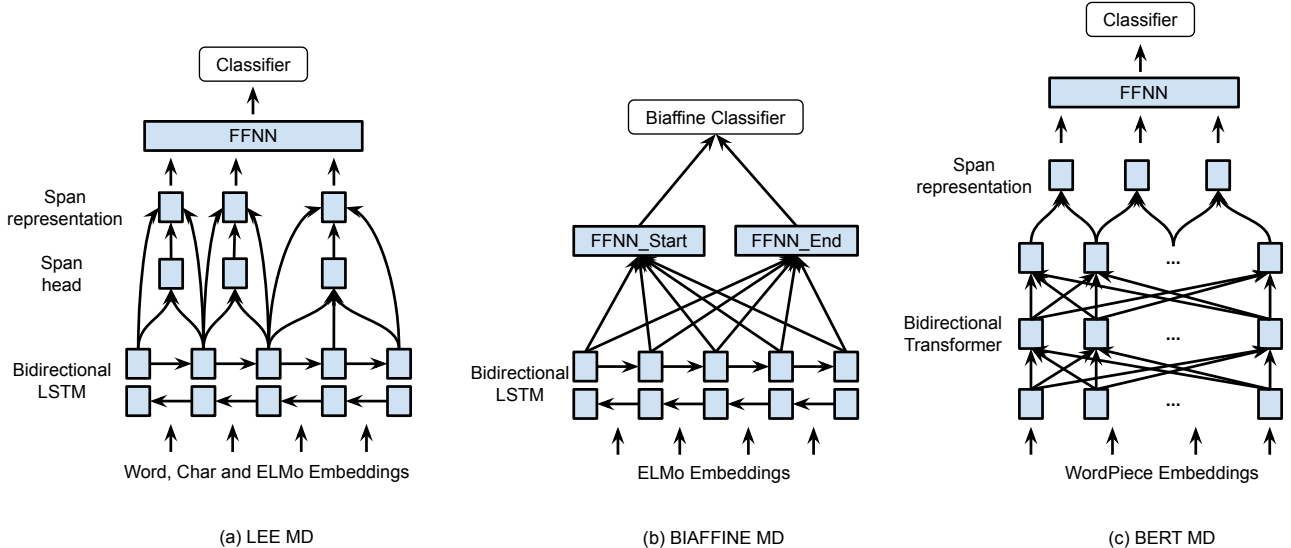 Classifier
FFNN
Span
representation
Span
head
Bidirectional
LSTM
Word, Char and ELMo Embeddings
(a) LEE MD
Biaffine Classifier
FFNN_Start
FFNN_End
Bidirectional
LSTM
ELMo Embeddings
(b) BIAFFINE MD
Classifier
FFNN
Span
representation
...
Bidirectional
Transformer
...
...
WordPiece Embeddings
(c) BERT MD